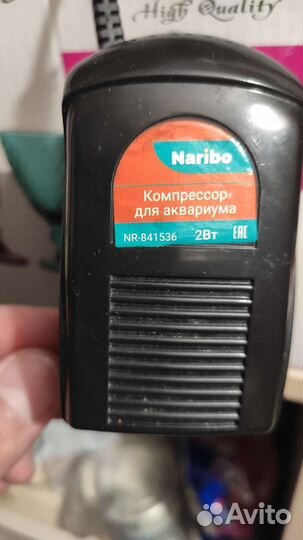 High Quality
Naribo
Компрессор
для аквариума
NR-841536 2Вт EAC
Avito